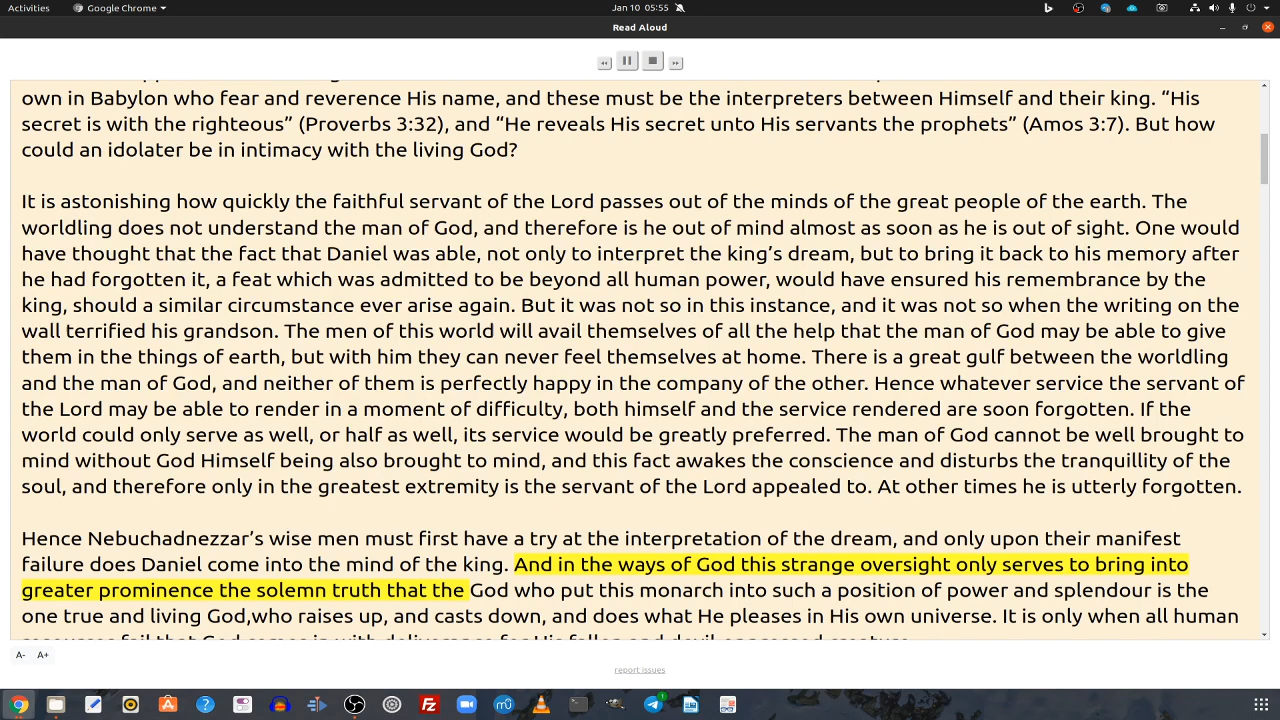 Activities
Google Chrome
Jan 10 05:55
Read Aloud
own in Babylon who fear and reverence His name, and these must be the interpreters between Himself and their king. “His
secret is with the righteous” (Proverbs 3:32), and “He reveals His secret unto His servants the prophets” (Amos 3:7). But how
could an idolater be in intimacy with the living God?
It is astonishing how quickly the faithful servant of the Lord passes out of the minds of the great people of the earth. The
worldling does not understand the man of God, and therefore is he out of mind almost as soon as he is out of sight. One would
have thought that the fact that Daniel was able, not only to interpret the king’s dream, but to bring it back to his memory after
he had forgotten it, a feat which was admitted to be beyond all human power, would have ensured his remembrance by the
king, should a similar circumstance ever arise again. But it was not so in this instance, and it was not so when the writing on the
wall terrified his grandson. The men of this world will avail themselves of all the help that the man of God may be able to give
them in the things of earth, but with him they can never feel themselves at home. There is a great gulf between the worldling
and the man of God, and neither of them is perfectly happy in the company of the other. Hence whatever service the servant of
the Lord may be able to render in a moment of difficulty, both himself and the service rendered are soon forgotten. If the
world could only serve as well, or half as well, its service would be greatly preferred. The man of God cannot be well brought to
mind without God Himself being also brought to mind, and this fact awakes the conscience and disturbs the tranquillity of the
soul, and therefore only in the greatest extremity is the servant of the Lord appealed to. At other times he is utterly forgotten.
Hence Nebuchadnezzar’s wise men must first have a try at the interpretation of the dream, and only upon their manifest
failure does Daniel come into the mind of the king. And in the ways of God this strange oversight only serves to bring into
greater prominence the solemn truth that the God who put this monarch into such a position of power and splendour is the
one true and living God,who raises up, and casts down, and does what He pleases in His own universe. It is only when all human
A-
A+
report issues